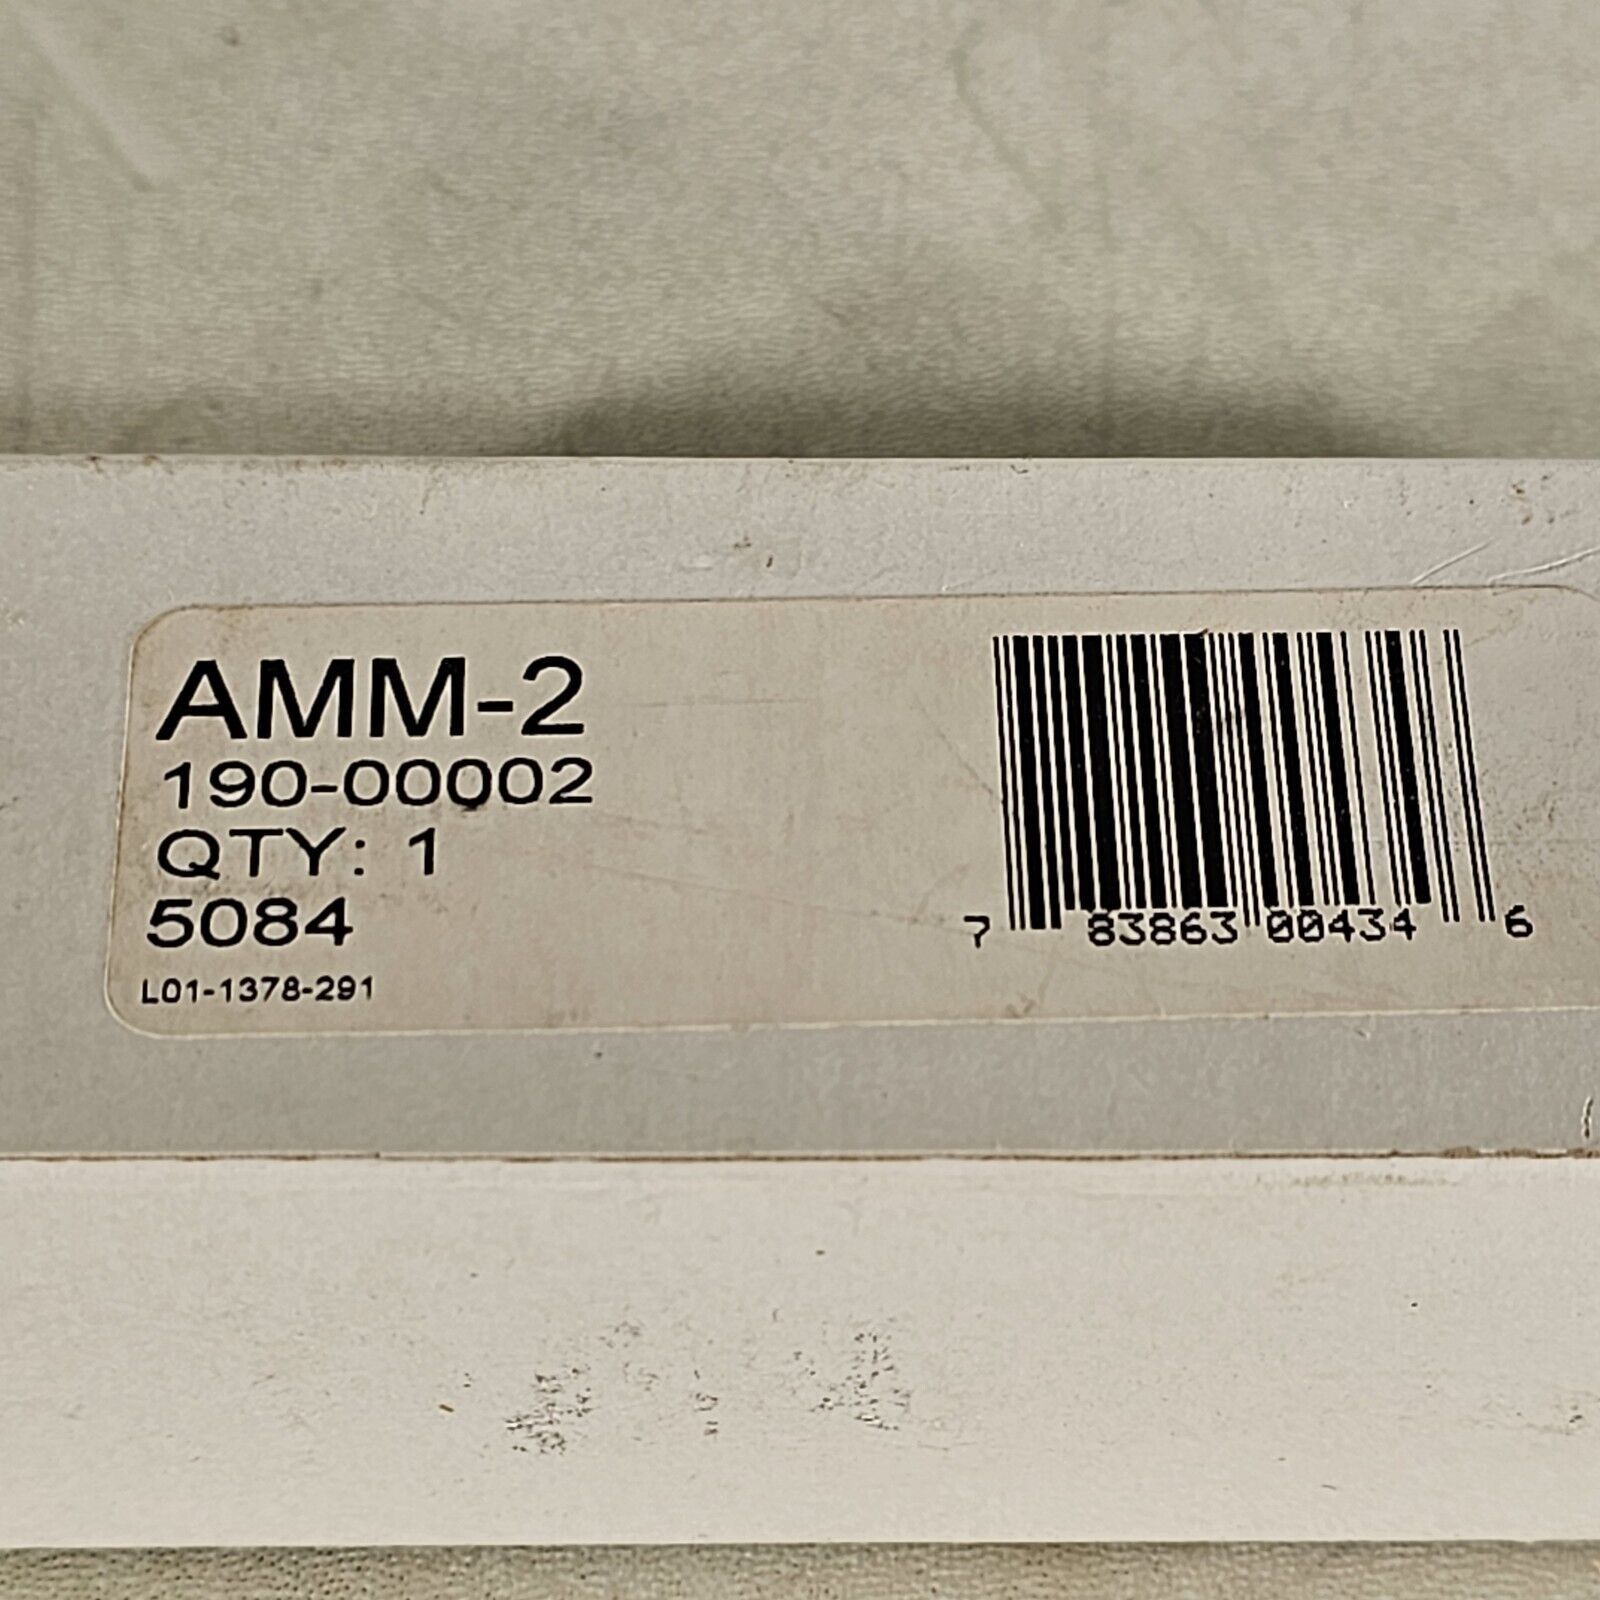 AMM-2
190-00002
QTY: 1
5084
L01-1378-291
7 83863 00434 6